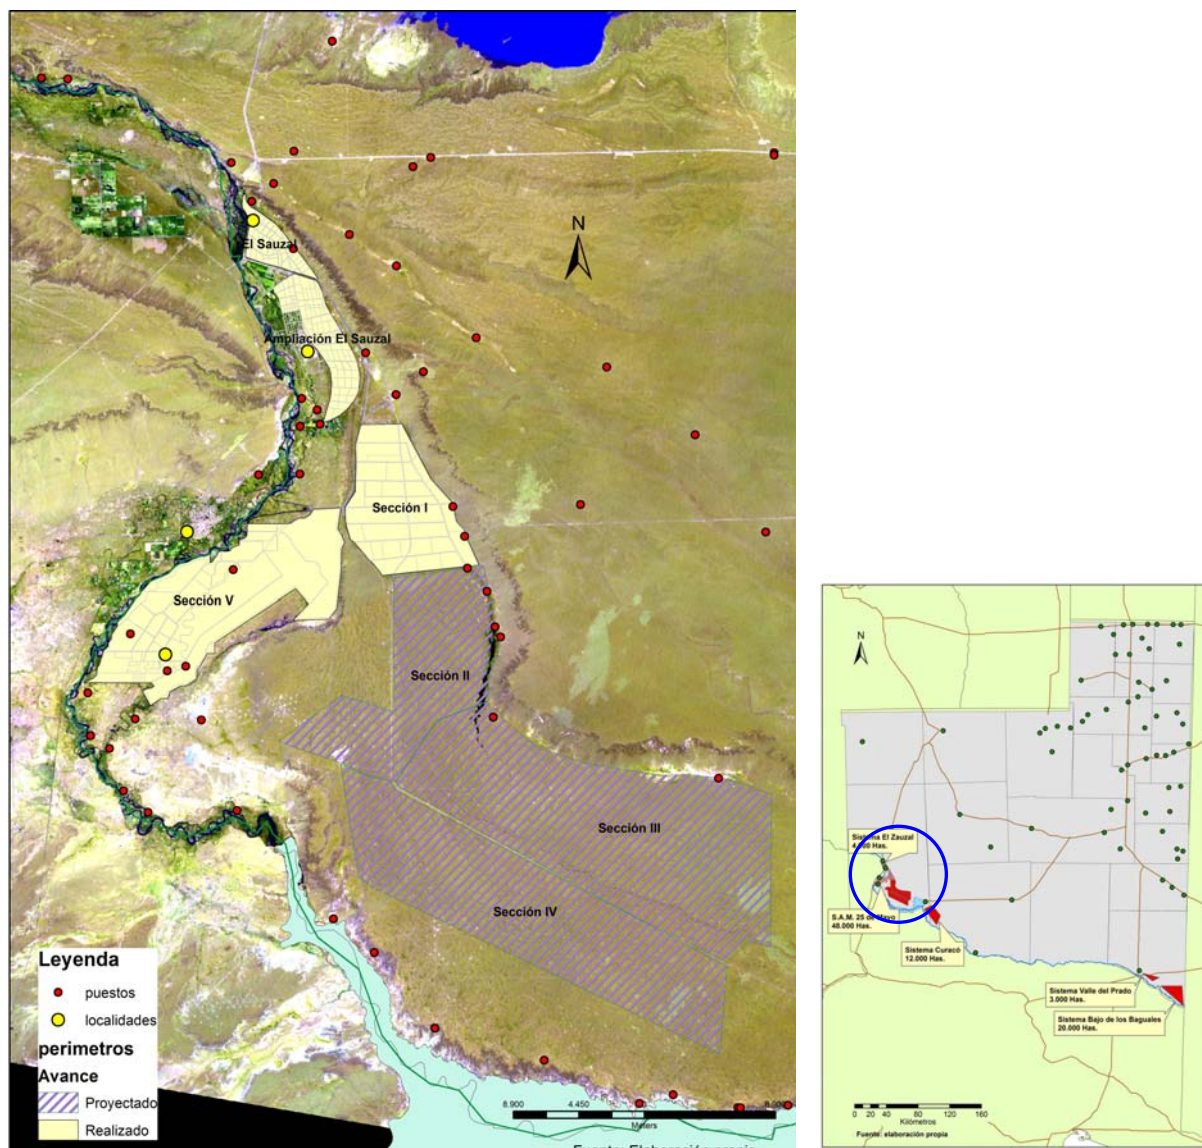 N
El Sauzal
Ampliación El Sauzal
Sección I
Sección V
Sección II
Sección III
Sección IV
Leyenda
puestos
localidades
perimetros
Avance
Proyectado
Realizado
8.900 4.450
Meters
N
Sistema El Zauzal
Has.
S.A.M. 25 de Mayo
Has.
Sistema Curacó
12.000 Has.
Sistema Valle del Prado
3.000 Has.
Sistema Bajo de los Baguales
20.000 Has.
0 20 40 80 120 160
Kilómetros
Fuente: elaboración propia